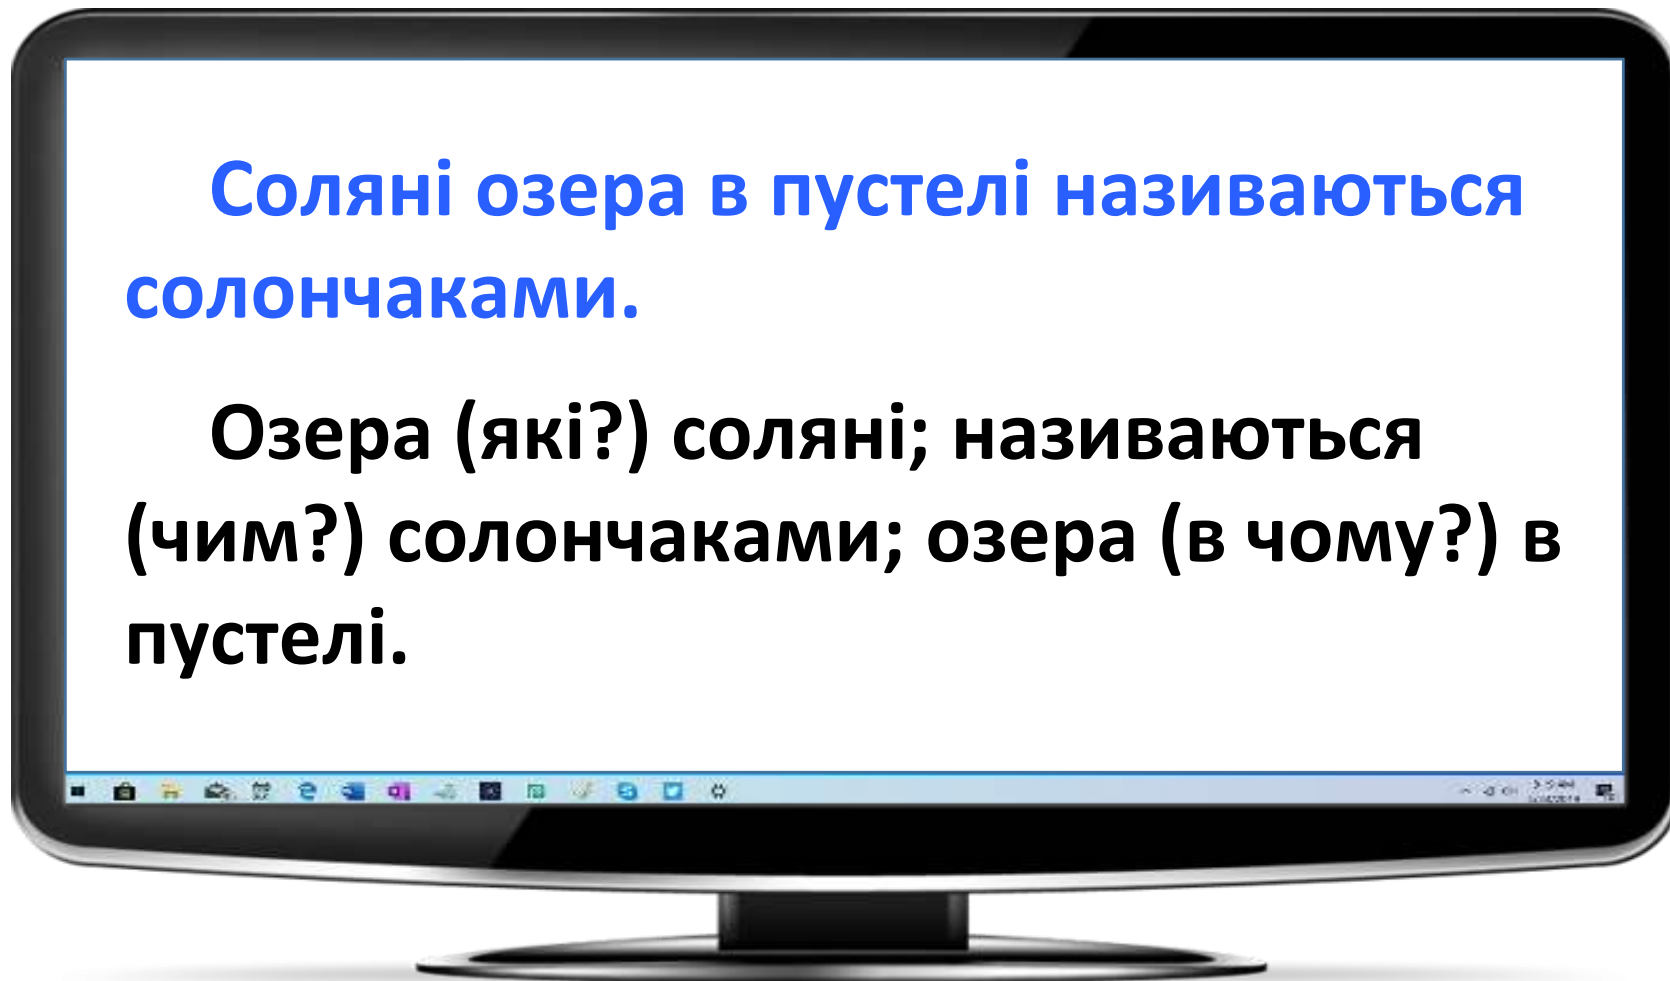 Соляні озера в пустелі називаються
солончаками.
Озера (які?) соляні; називаються
(чим?) солончаками; озера (в чому?) в
пустелі.